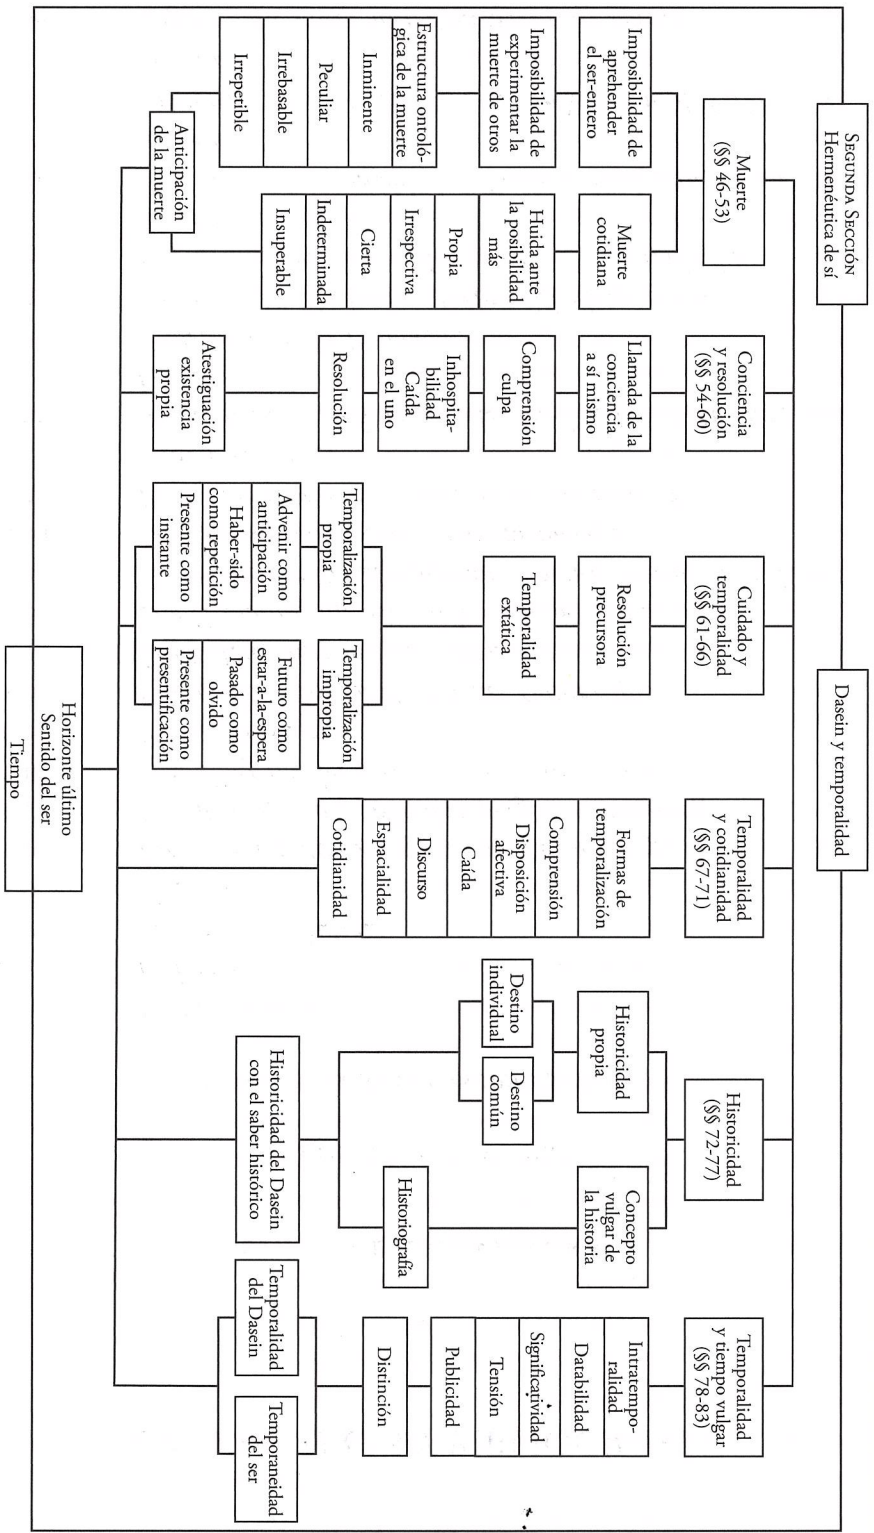 SEGUNDA SECCIÓN
Hermenéutica de sí
Dasein y temporalidad
Muerte
(§§ 46-53)
Imposibilidad de
aprehender
el ser-entero
Imposibilidad de
experimentar la
muerte de otros
Estructura ontoló-
gica de la muerte
Inminente
Peculiar
Irrebasable
Irrepetible
Muerte
cotidiana
Huida ante
la posibilidad
más
Propia
Irrespectiva
Cierta
Indeterminada
Insuperable
Anticipación
de la muerte
Conciencia
y resolución
(§§ 54-60)
Llamada de la
conciencia
a sí mismo
Comprensión
culpa
Inhospita-
bilidad
Caída
en el uno
Resolución
Atestiguación
existencia
propia
Cuidado y
temporalidad
(§§ 61-66)
Resolución
precursora
Temporalidad
extática
Temporalización
propia
Advenir como
anticipación
Haber-sido
como repetición
Presente como
instante
Temporalización
impropia
Futuro como
estar-a-la-espera
Pasado como
olvido
Presente como
presentificación
Temporalidad
y cotidianidad
(§§ 67-71)
Formas de
temporalización
Comprensión
Disposición
afectiva
Caída
Discurso
Espacialidad
Cotidianidad
Historicidad
(§§ 72-77)
Historicidad
propia
Destino
individual
Destino
común
Concepto
vulgar de
la historia
Historiografía
Historicidad del Dasein
con el saber histórico
Temporalidad
y tiempo vulgar
(§§ 78-83)
Intratempo-
ralidad
Databilidad
Significatividad
Tensión
Publicidad
Distinción
Temporalidad
del Dasein
Temporaneidad
del ser
Horizonte último
Sentido del ser
Tiempo